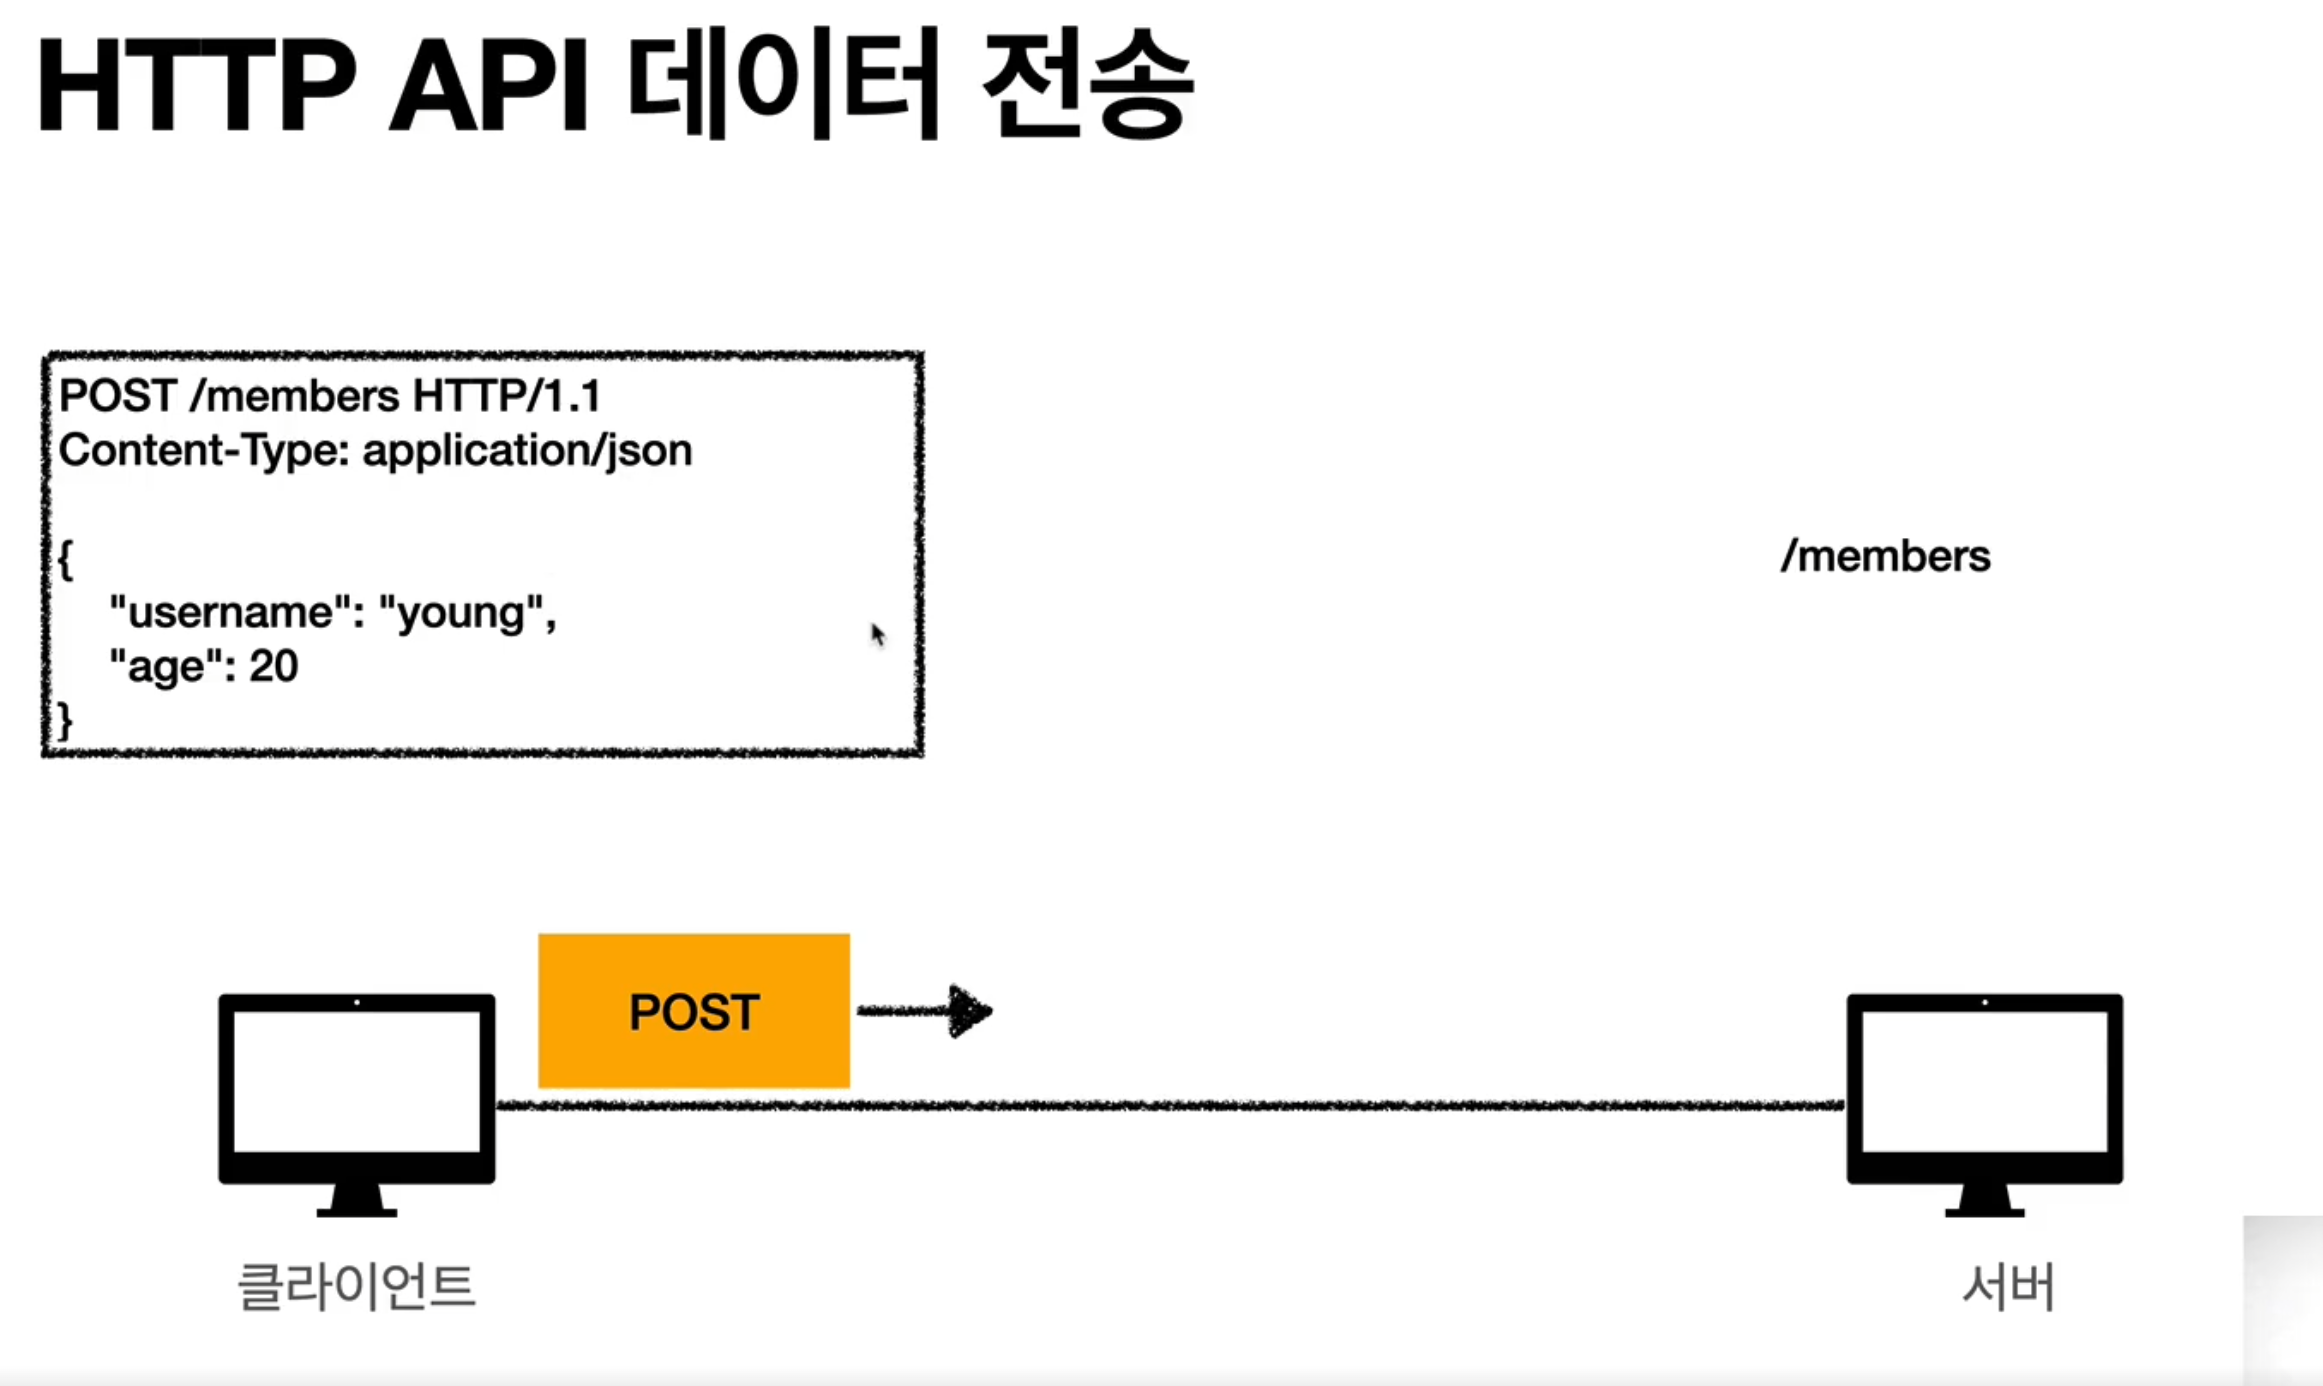 HTTP API 데이터 전송
POST /members HTTP/1.1
Content-Type: application/json
{
"username": "young",
"age": 20
}
/members
POST
클라이언트
서버